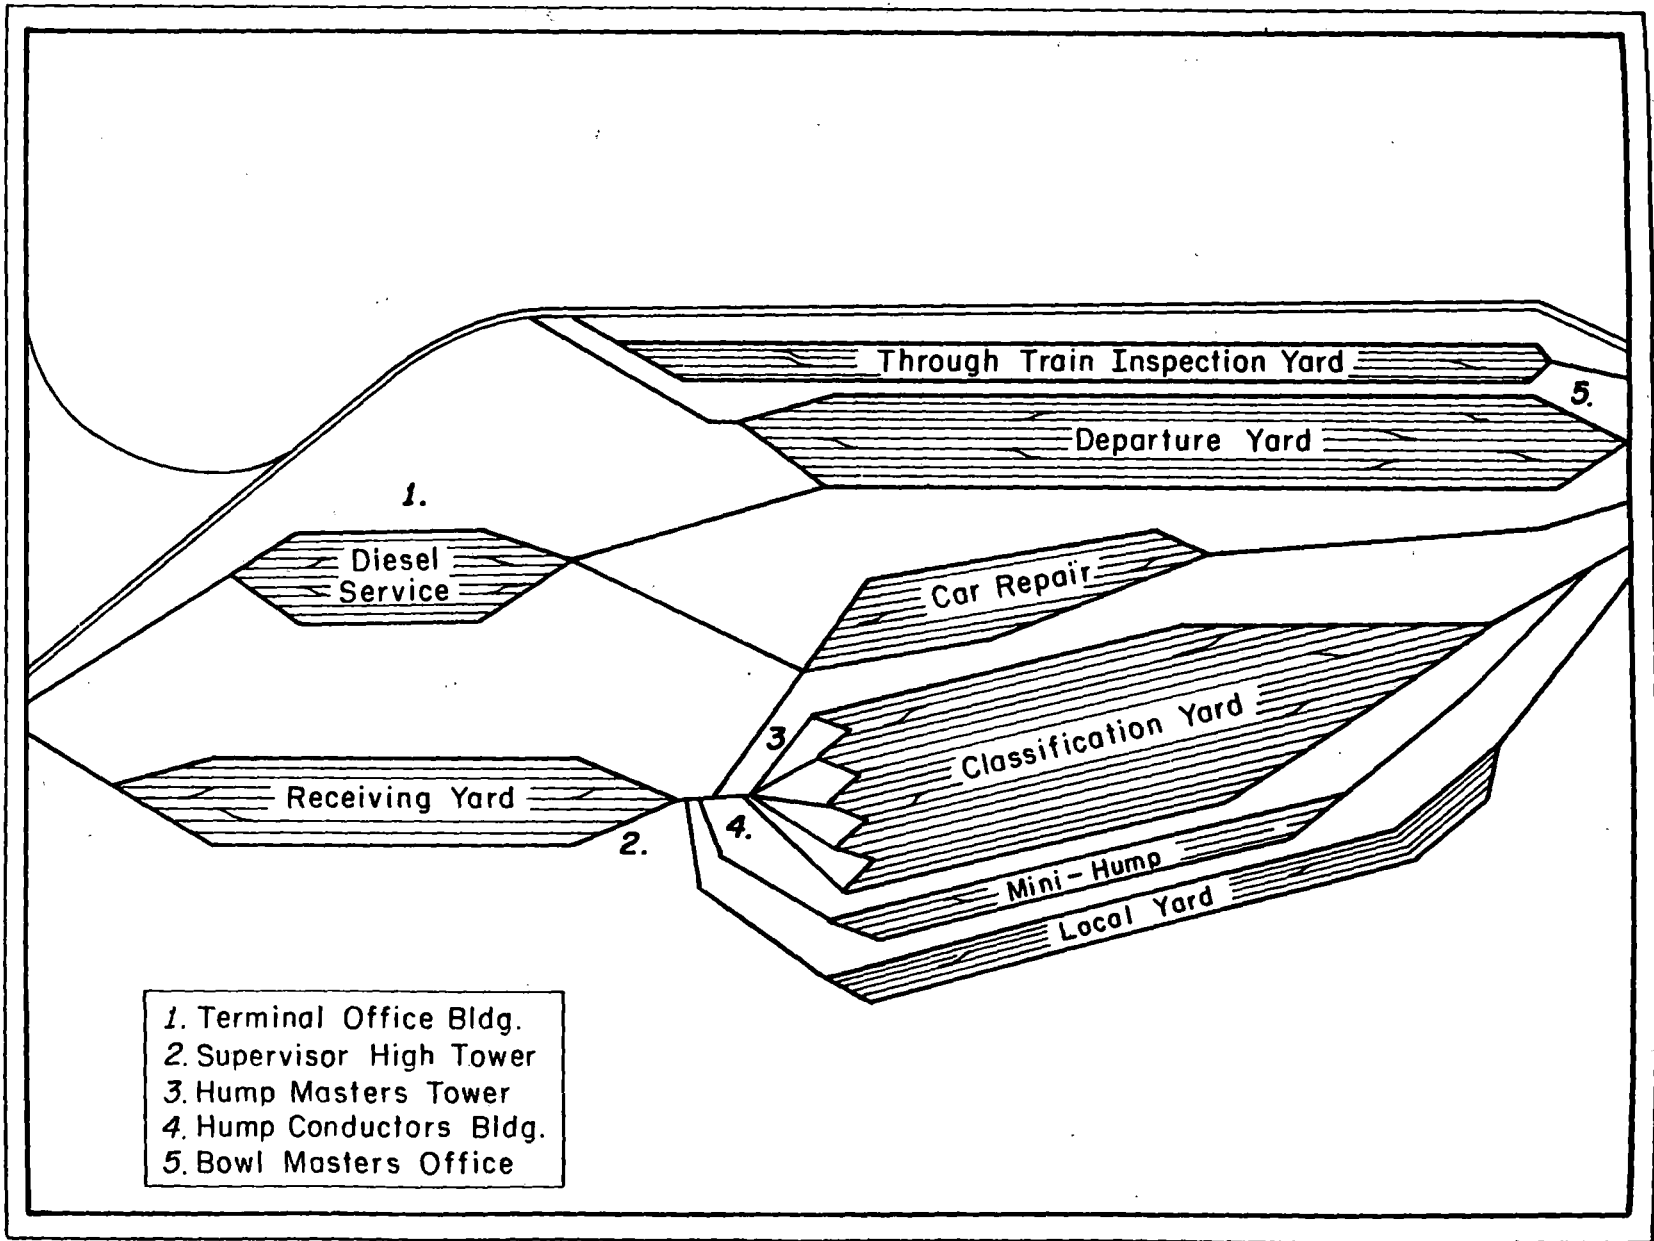 Through Train Inspection Yard
5.
Departure Yard
1.
Diesel
Service
Car Repair
3
Classification Yard
Receiving Yard
2.
4.
Mini-Hump
Local Yard
1. Terminal Office Bldg.
2. Supervisor High Tower
3. Hump Masters Tower
4. Hump Conductors Bldg.
5. Bowl Masters Office